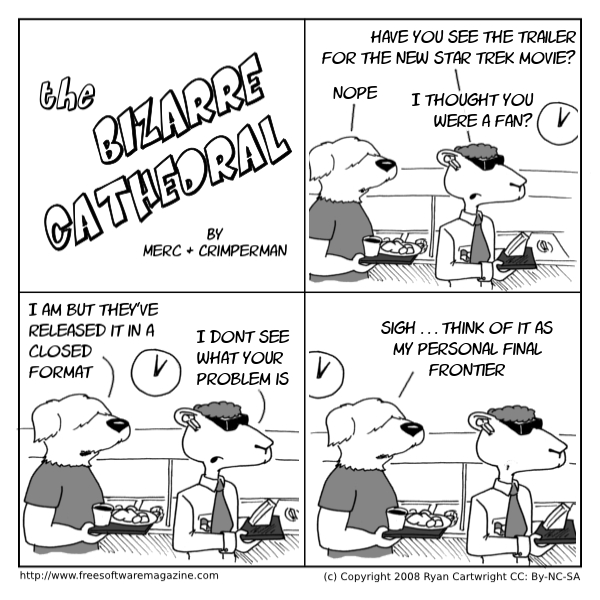 the
BIZARRE
CATHEDRAL
BY
MERC + CRIMPERMAN
HAVE YOU SEE THE TRAILER
FOR THE NEW STAR TREK MOVIE?
NOPE
I THOUGHT YOU
WERE A FAN?
I AM BUT THEY'VE
RELEASED IT IN A
CLOSED
FORMAT
I DONT SEE
WHAT YOUR
PROBLEM IS
SIGH . . . THINK OF IT AS
MY PERSONAL FINAL
FRONTIER
http://www.freesoftwaremagazine.com
(c) Copyright 2008 Ryan Cartwright CC: By-NC-SA